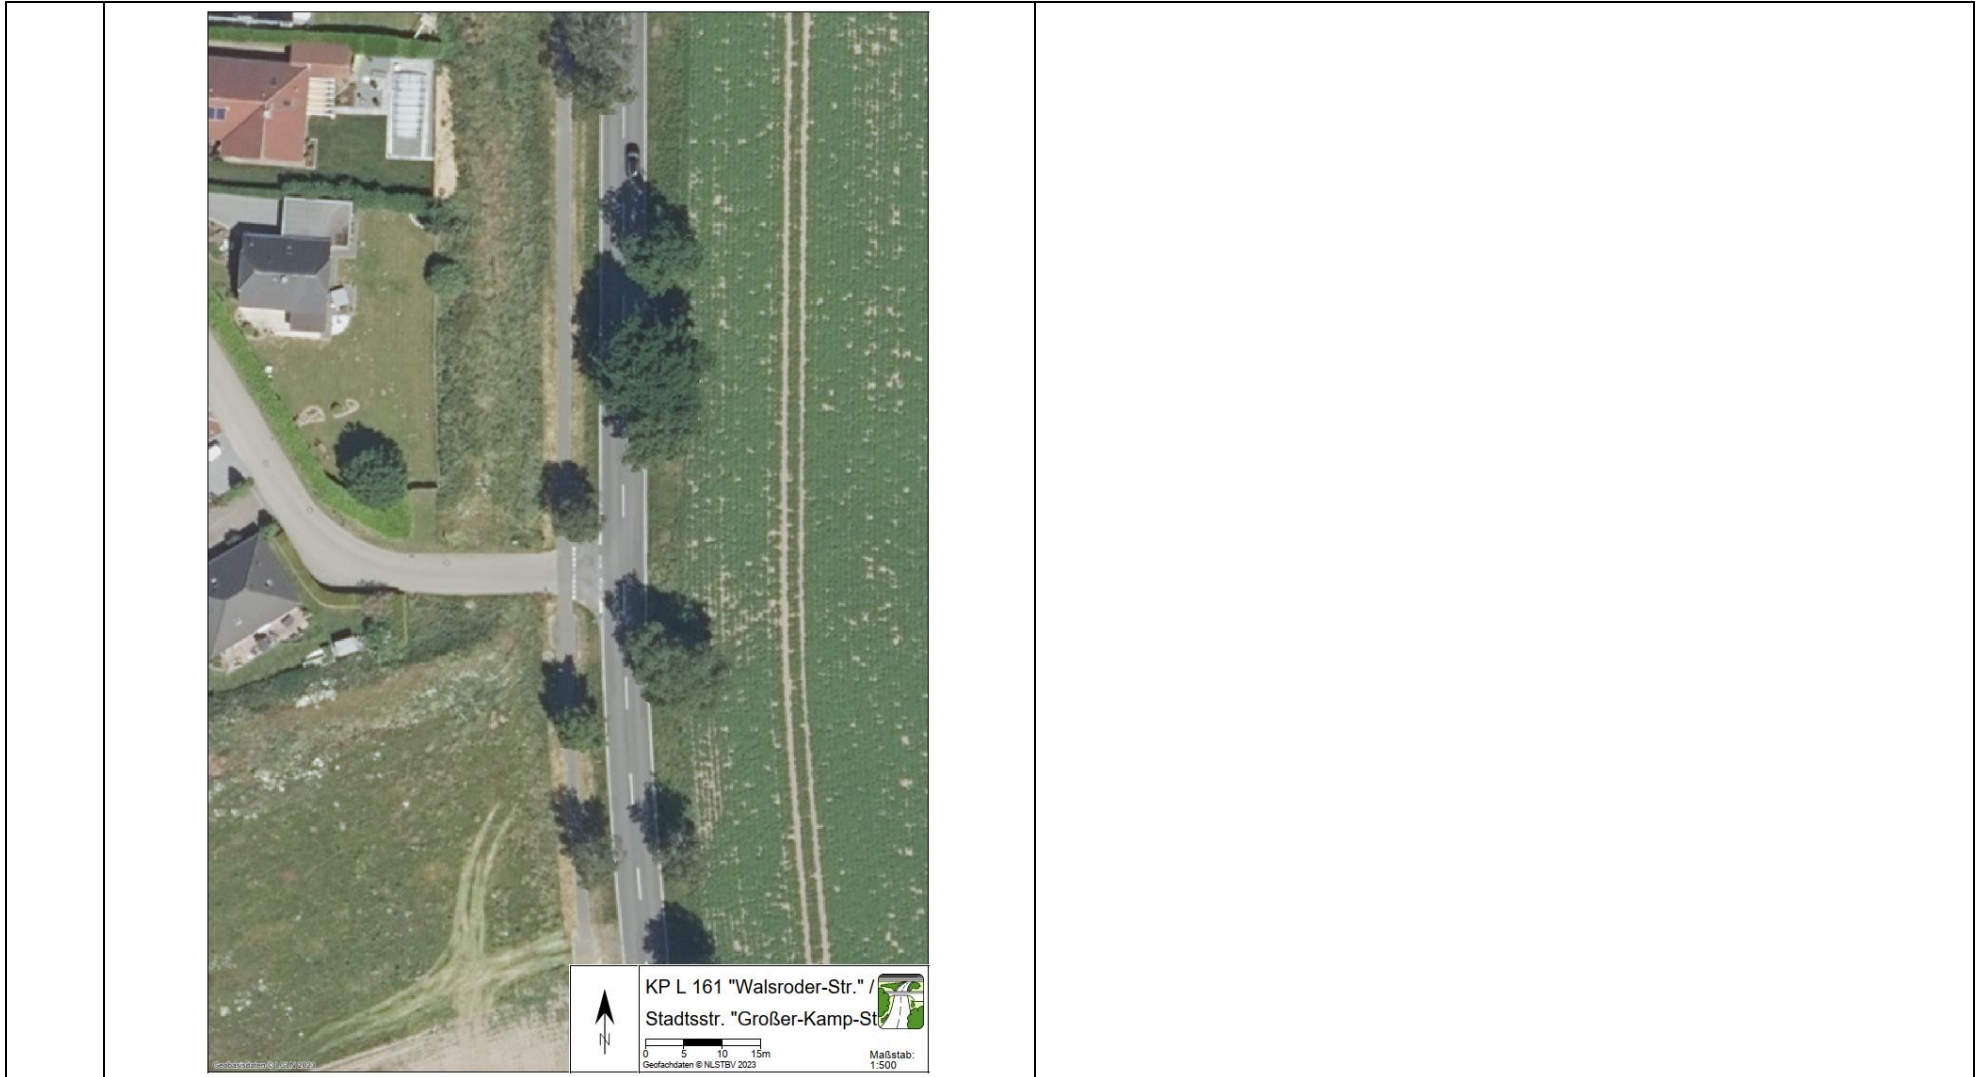 KP L 161 "Walsroder-Str." /
Stadtsstr. "Großer-Kamp-St
N
0 5 10 15m
Geofachdaten © NLSTBV 2023
Maßstab:
1:500
Geobasisdaten © LGLN 2023